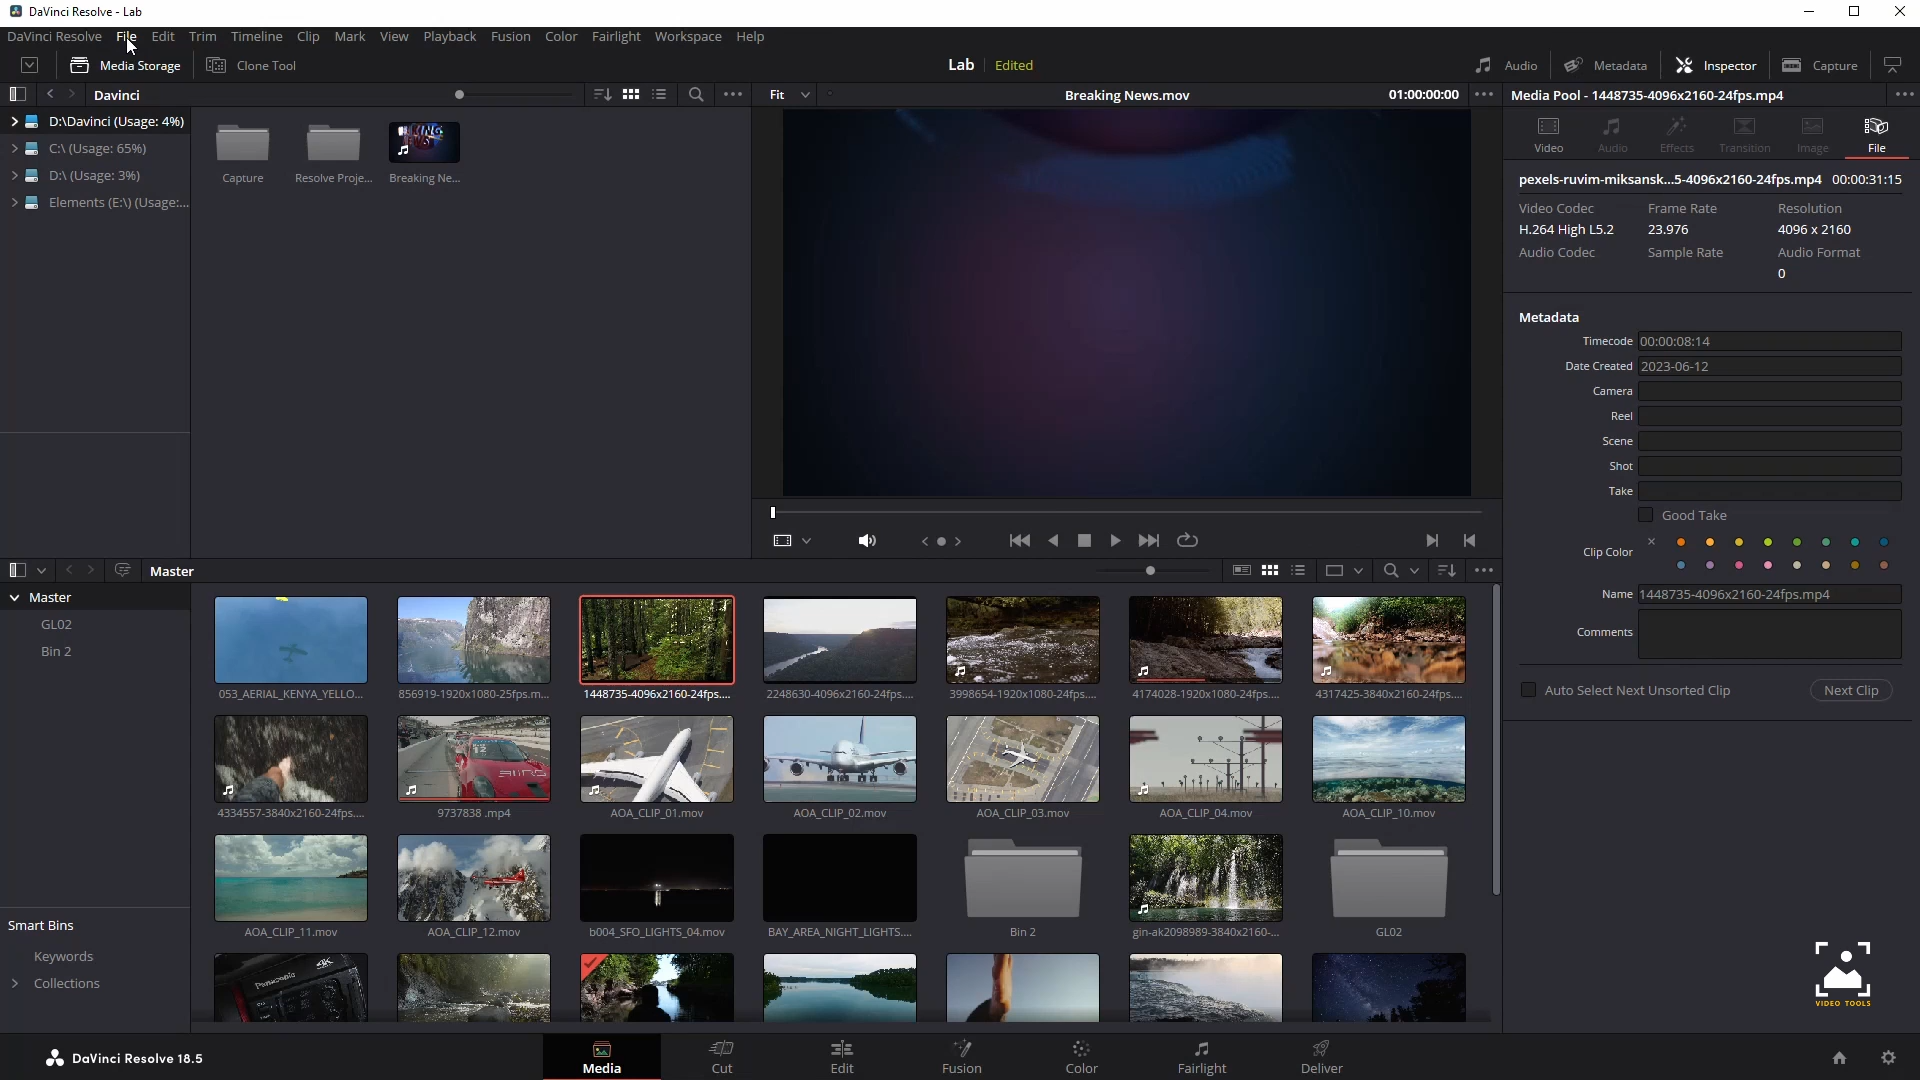 DaVinci Resolve - Lab
DaVinci Resolve File Edit Trim Timeline Clip Mark View Playback Fusion Color Fairlight Workspace Help
Media Storage Clone Tool Lab Edited Audio Metadata Inspector Capture
Davinci Fit Breaking News.mov 01:00:00:00 Media Pool - 1448735-4096x2160-24fps.mp4
D:\Davinci (Usage: 4%)
C:\ (Usage: 65%)
D:\ (Usage: 3%)
Elements (E:\) (Usage:...
Capture Resolve Proje... Breaking Ne...
Video Audio Effects Transition Image File
pexels-ruvim-miksansk...5-4096x2160-24fps.mp4 00:00:31:15
Video Codec Frame Rate Resolution
H.264 High L5.2 23.976 4096 x 2160
Audio Codec Sample Rate Audio Format
0
Metadata
Timecode 00:00:08:14
Date Created 2023-06-12
Camera
Reel
Scene
Shot
Take
Good Take
Clip Color
Name 1448735-4096x2160-24fps.mp4
Comments
Auto Select Next Unsorted Clip Next Clip
Master
Master
GL02
Bin 2
053_AERIAL_KENYA_YELLO... 856919-1920x1080-25fps.m... 1448735-4096x2160-24fps.... 2248630-4096x2160-24fps.... 3998654-1920x1080-24fps.... 4174028-1920x1080-24fps.... 4317425-3840x2160-24fps....
4334557-3840x2160-24fps.... 9737838 .mp4 AOA_CLIP_01.mov AOA_CLIP_02.mov AOA_CLIP_03.mov AOA_CLIP_04.mov AOA_CLIP_10.mov
AOA_CLIP_11.mov AOA_CLIP_12.mov b004_SFO_LIGHTS_04.mov BAY_AREA_NIGHT_LIGHTS.... Bin 2 gin-ak2098989-3840x2160-... GL02
Panasonic 4K
Smart Bins
Keywords
Collections
VIDEO TOOLS
DaVinci Resolve 18.5
Media Cut Edit Fusion Color Fairlight Deliver